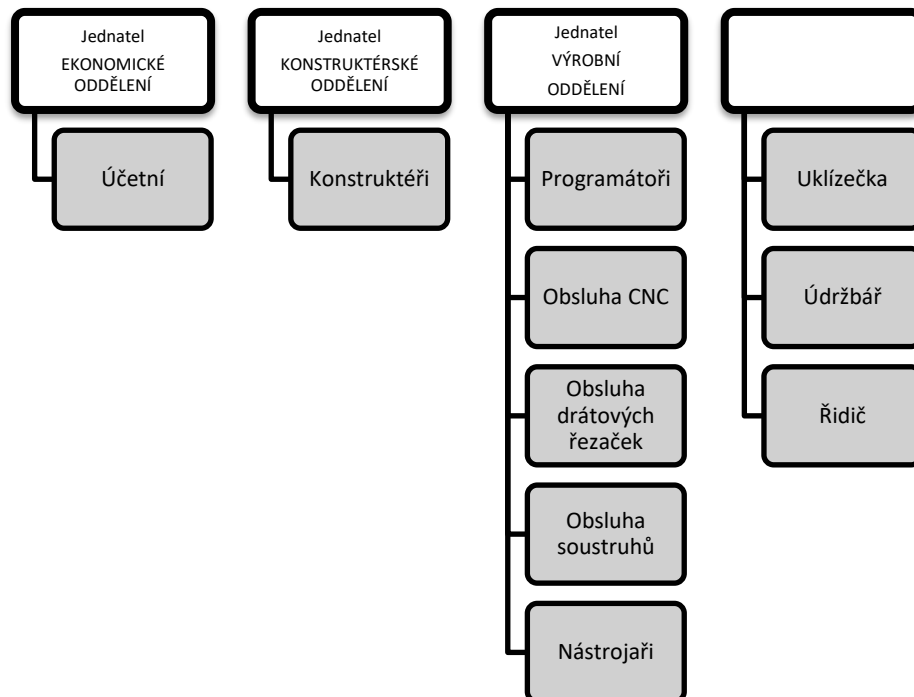 Jednatel
EKONOMICKÉ
ODDĚLENÍ
Účetní
Jednatel
KONSTRUKTÉRSKÉ
ODDĚLENÍ
Konstruktéři
Jednatel
VÝROBNÍ
ODDĚLENÍ
Programátoři
Obsluha CNC
Obsluha
drátových
řezaček
Obsluha
soustruhů
Nástrojaři
Uklízečka
Údržbář
Řidič